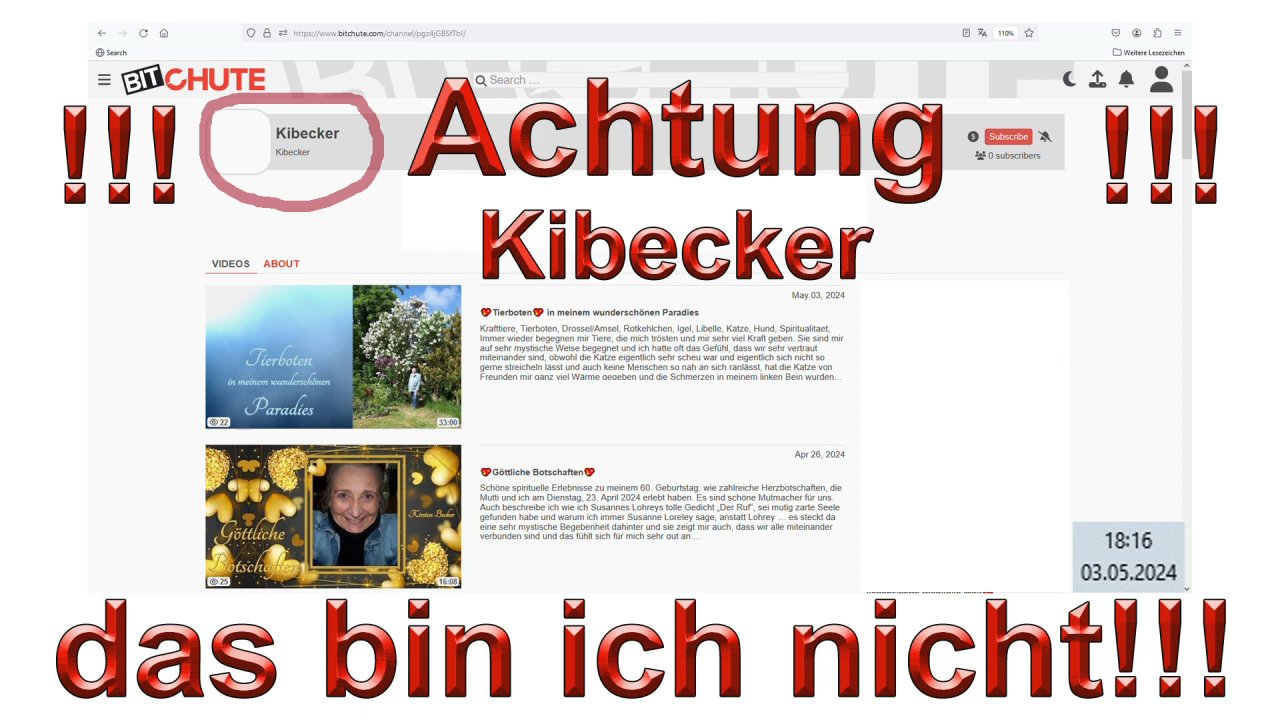 https://www.bitchute.com/channel/pgz4jGBSfTbI/
110%
Search
Weitere Lesezeichen
BITCHUTE
Search ...
!!! Achtung !!!
Kibecker
Kibecker
Subscribe
0 subscribers
Kibecker
VIDEOS ABOUT
May 03, 2024
Tierboten in meinem wunderschönen Paradies
Krafttiere, Tierboten, Drossel/Amsel, Rotkehlchen, Igel, Libelle, Katze, Hund, Spiritualitaet,
Immer wieder begegnen mir Tiere, die mich trösten und mir sehr viel Kraft geben. Sie sind mir
auf sehr mystische Weise begegnet und ich hatte oft das Gefühl, dass wir sehr vertraut
miteinander sind, obwohl die Katze eigentlich sehr scheu war und eigentlich sich nicht so
gerne streicheln lässt und auch keine Menschen so nah an sich ranlässt, hat die Katze von
Freunden mir ganz viel Wärme gegeben und die Schmerzen in meinem linken Bein wurden...
Tierboten
in meinem wunderschönen
Paradies
22
33:00
Apr 26, 2024
Göttliche Botschaften
Schöne spirituelle Erlebnisse zu meinem 60. Geburtstag. wie zahlreiche Herzbotschaften, die
Mutti und ich am Dienstag, 23. April 2024 erlebt haben. Es sind schöne Mutmacher für uns.
Auch beschreibe ich wie ich Susannes Lohreys tolle Gedicht „Der Ruf", sei mutig zarte Seele
gefunden habe und warum ich immer Susanne Loreley sage, anstatt Lohrey ... es steckt da
eine sehr mystische Begebenheit dahinter und sie zeigt mir auch, dass wir alle miteinander
verbunden sind und das fühlt sich für mich sehr gut an....
Göttliche
Botschaften
Kirsten Becker
25
16:08
18:16
03.05.2024
das bin ich nicht!!!